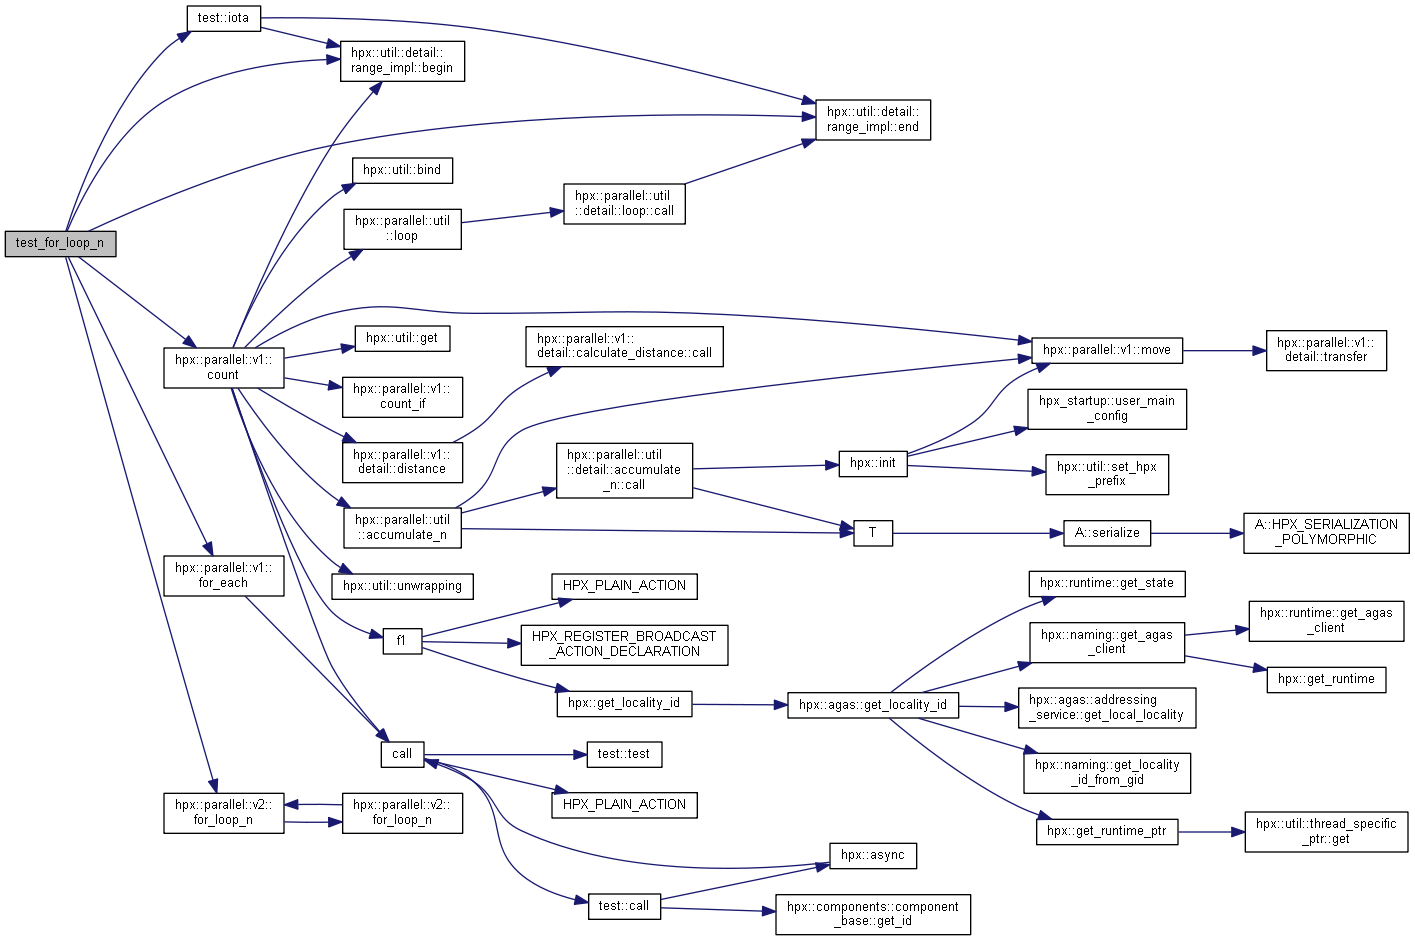 test::iota
hpx::util::detail::
range_impl::begin
hpx::util::detail::
range_impl::end
hpx::util::bind
hpx::parallel::util
::detail::loop::call
hpx::parallel::util
::loop
test_for_loop_n
hpx::util::get
hpx::parallel::v1::
detail::calculate_distance::call
hpx::parallel::v1::move
hpx::parallel::v1::
detail::transfer
hpx::parallel::v1::
count
hpx::parallel::v1::
count_if
hpx_startup::user_main
_config
hpx::parallel::v1::
detail::distance
hpx::parallel::util
::detail::accumulate
_n::call
hpx::init
hpx::util::set_hpx
_prefix
hpx::parallel::util
::accumulate_n
T
A::serialize
A::HPX_SERIALIZATION
_POLYMORPHIC
hpx::parallel::v1::
for_each
hpx::util::unwrapping
HPX_PLAIN_ACTION
hpx::runtime::get_state
f1
HPX_REGISTER_BROADCAST
_ACTION_DECLARATION
hpx::naming::get_agas
_client
hpx::runtime::get_agas
_client
hpx::get_runtime
hpx::get_locality_id
hpx::agas::get_locality_id
hpx::agas::addressing
_service::get_local_locality
call
test::test
hpx::naming::get_locality
_id_from_gid
hpx::parallel::v2::
for_loop_n
hpx::parallel::v2::
for_loop_n
HPX_PLAIN_ACTION
hpx::get_runtime_ptr
hpx::util::thread_specific
_ptr::get
hpx::async
test::call
hpx::components::component
_base::get_id